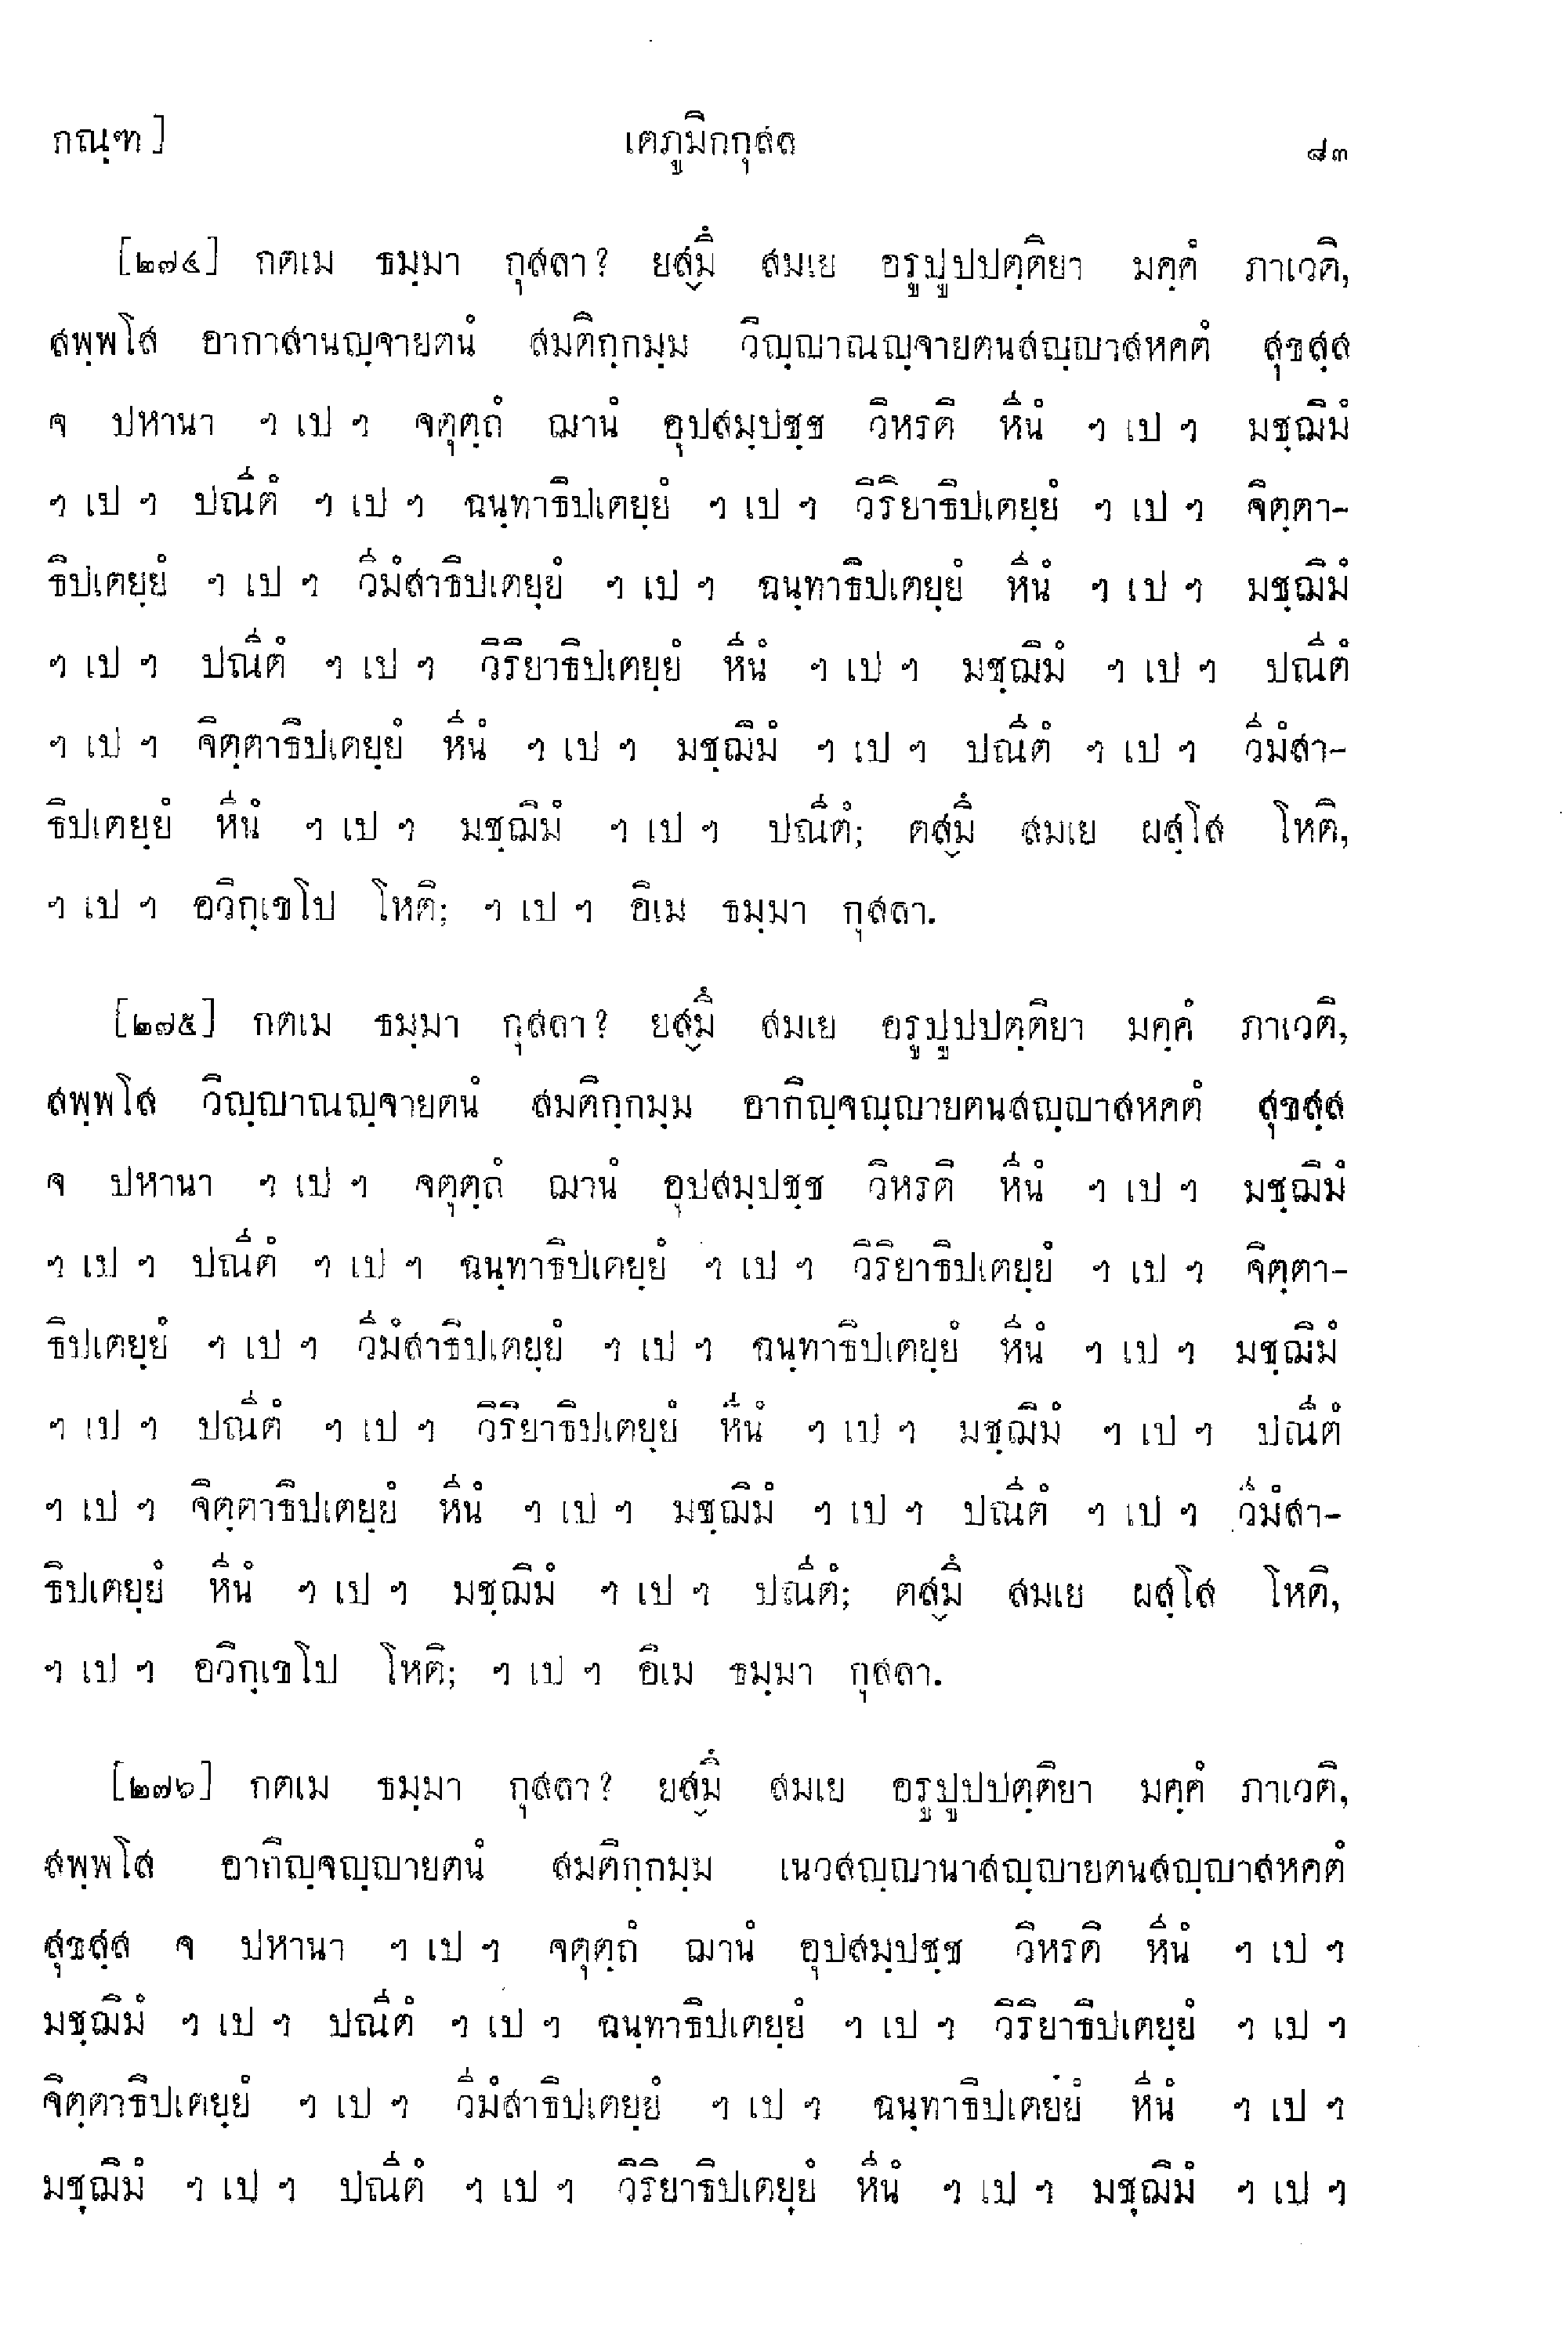 กณฺฑ] เตภูมิกกุสล ๘๓
[๒๗๔] กตเม ธมฺมา กุสลา? ยสฺมึ สมเย อรูปูปปตฺติยา มคฺคํ ภาเวติ,
สพฺพโส อากาสานญฺจายตนํ สมติกฺกมฺม วิญฺญาณญฺจายตนสญฺญาสหคตํ สุขสฺส
จ ปหานา ฯ เป ฯ จตุตฺถํ ฌานํ อุปสมฺปชฺช วิหรติ หีนํ ฯ เป ฯ มชฺฌิมํ
ฯ เป ฯ ปณีตํ ฯ เป ฯ ฉนฺทาธิปเตยฺยํ ฯ เป ฯ วิริยาธิปเตยฺยํ ฯ เป ฯ จิตฺตา-
ธิปเตยฺยํ ฯ เป ฯ วีมํสาธิปเตยฺยํ ฯ เป ฯ ฉนฺทาธิปเตยฺยํ หีนํ ฯ เป ฯ มชฺฌิมํ
ฯ เป ฯ ปณีตํ ฯ เป ฯ วิริยาธิปเตยฺยํ หีนํ ฯ เป ฯ มชฺฌิมํ ฯ เป ฯ ปณีตํ
ฯ เป ฯ จิตฺตาธิปเตยฺยํ หีนํ ฯ เป ฯ มชฺฌิมํ ฯ เป ฯ ปณีตํ ฯ เป ฯ วีมํสา-
ธิปเตยฺยํ หีนํ ฯ เป ฯ มชฺฌิมํ ฯ เป ฯ ปณีตํ; ตสฺมึ สมเย ผสฺโส โหติ,
ฯ เป ฯ อวิกฺเขโป โหติ; ฯ เป ฯ อิเม ธมฺมา กุสลา.
[๒๗๕] กตเม ธมฺมา กุสลา? ยสฺมึ สมเย อรูปูปปตฺติยา มคฺคํ ภาเวติ,
สพฺพโส วิญฺญาณญฺจายตนํ สมติกฺกมฺม อากิญฺจญฺญายตนสญฺญาสหคตํ สุขสฺส
จ ปหานา ฯ เป ฯ จตุตฺถํ ฌานํ อุปสมฺปชฺช วิหรติ หีนํ ฯ เป ฯ มชฺฌิมํ
ฯ เป ฯ ปณีตํ ฯ เป ฯ ฉนฺทาธิปเตยฺยํ ฯ เป ฯ วิริยาธิปเตยฺยํ ฯ เป ฯ จิตฺตา-
ธิปเตยฺยํ ฯ เป ฯ วีมํสาธิปเตยฺยํ ฯ เป ฯ ฉนฺทาธิปเตยฺยํ หีนํ ฯ เป ฯ มชฺฌิมํ
ฯ เป ฯ ปณีตํ ฯ เป ฯ วิริยาธิปเตยฺยํ หีนํ ฯ เป ฯ มชฺฌิมํ ฯ เป ฯ ปณีตํ
ฯ เป ฯ จิตฺตาธิปเตยฺยํ หีนํ ฯ เป ฯ มชฺฌิมํ ฯ เป ฯ ปณีตํ ฯ เป ฯ วีมํสา-
ธิปเตยฺยํ หีนํ ฯ เป ฯ มชฺฌิมํ ฯ เป ฯ ปณีตํ; ตสฺมึ สมเย ผสฺโส โหติ,
ฯ เป ฯ อวิกฺเขโป โหติ; ฯ เป ฯ อิเม ธมฺมา กุสลา.
[๒๗๖] กตเม ธมฺมา กุสลา? ยสฺมึ สมเย อรูปูปปตฺติยา มคฺคํ ภาเวติ,
สพฺพโส อากิญฺจญฺญายตนํ สมติกฺกมฺม เนวสญฺญานาสญฺญายตนสญฺญาสหคตํ
สุขสฺส จ ปหานา ฯ เป ฯ จตุตฺถํ ฌานํ อุปสมฺปชฺช วิหรติ หีนํ ฯ เป ฯ
มชฺฌิมํ ฯ เป ฯ ปณีตํ ฯ เป ฯ ฉนฺทาธิปเตยฺยํ ฯ เป ฯ วิริยาธิปเตยฺยํ ฯ เป ฯ
จิตฺตาธิปเตยฺยํ ฯ เป ฯ วีมํสาธิปเตยฺยํ ฯ เป ฯ ฉนฺทาธิปเตยฺยํ หีนํ ฯ เป ฯ
มชฺฌิมํ ฯ เป ฯ ปณีตํ ฯ เป ฯ วิริยาธิปเตยฺยํ หีนํ ฯ เป ฯ มชฺฌิมํ ฯ เป ฯ